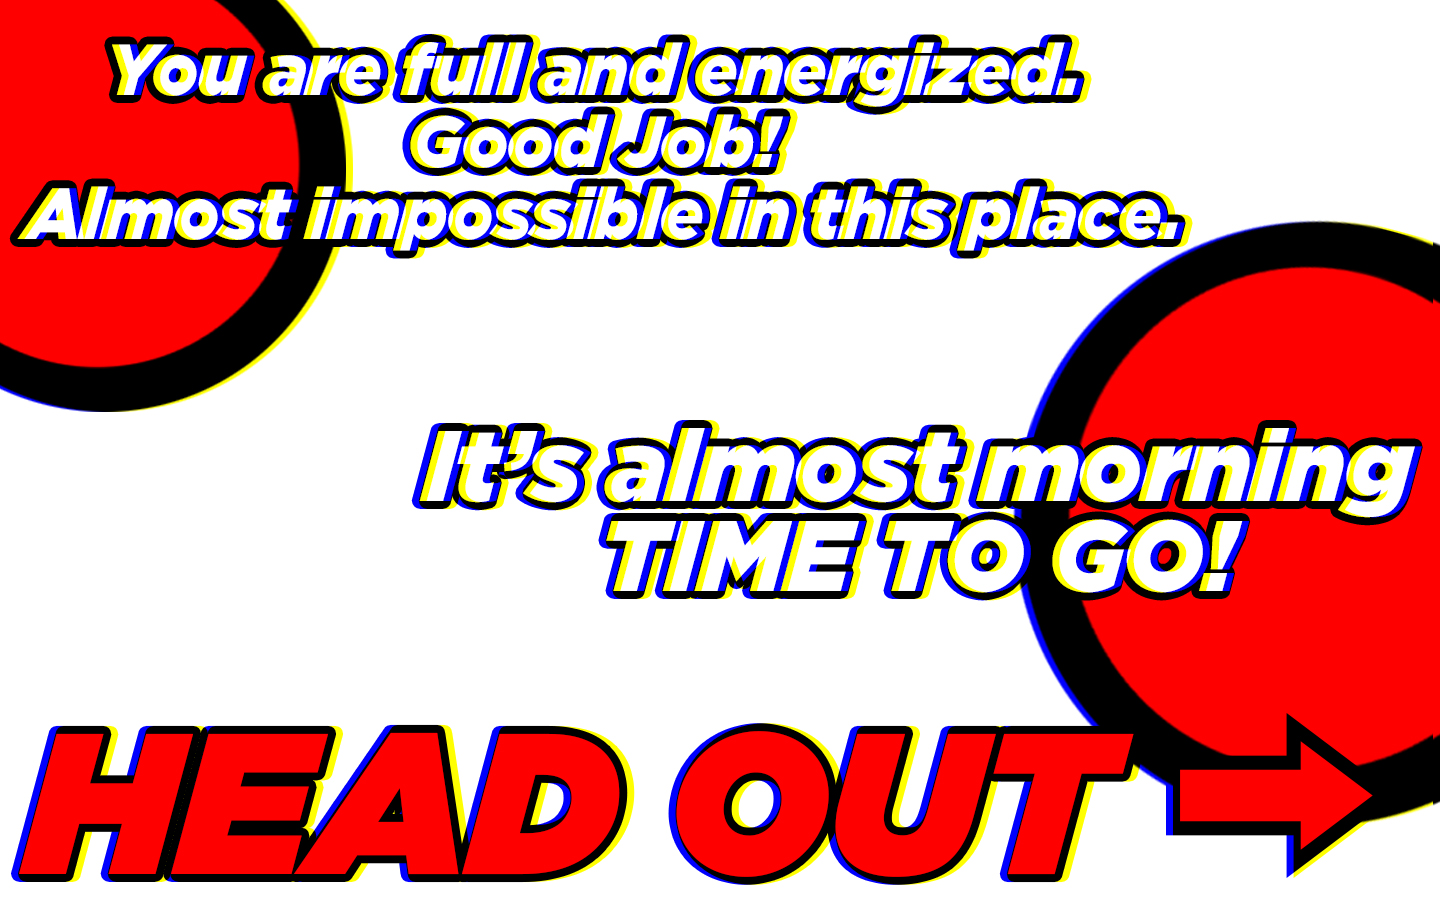 You are full and energized.
Good Job!
Almost impossible in this place.
It's almost morning
TIME TO GO!
HEAD OUT